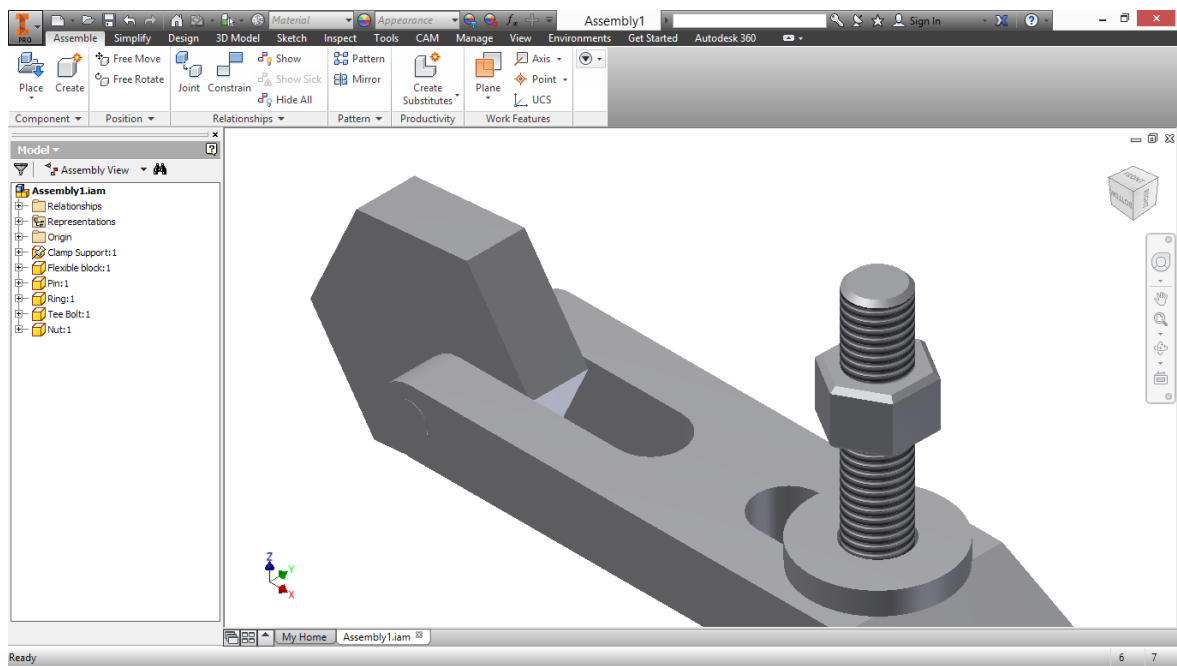 PRO
Material
Appearance
Assembly1
Sign In
Assemble Simplify Design 3D Model Sketch Inspect Tools CAM Manage View Environments Get Started Autodesk 360
Place
Create
Free Move
Free Rotate
Joint
Constrain
Show
Show Sick
Hide All
Pattern
Mirror
Create
Substitutes
Plane
Axis
Point
UCS
Component
Position
Relationships
Pattern
Productivity
Work Features
Model
Assembly View
Assembly1.iam
Relationships
Representations
Origin
Clamp Support:1
Flexible block:1
Pin:1
Ring:1
Tee Bolt:1
Nut:1
FRONT
RIGHT
BOTTOM
Z
Y
X
My Home
Assembly1.iam
Ready
6 7